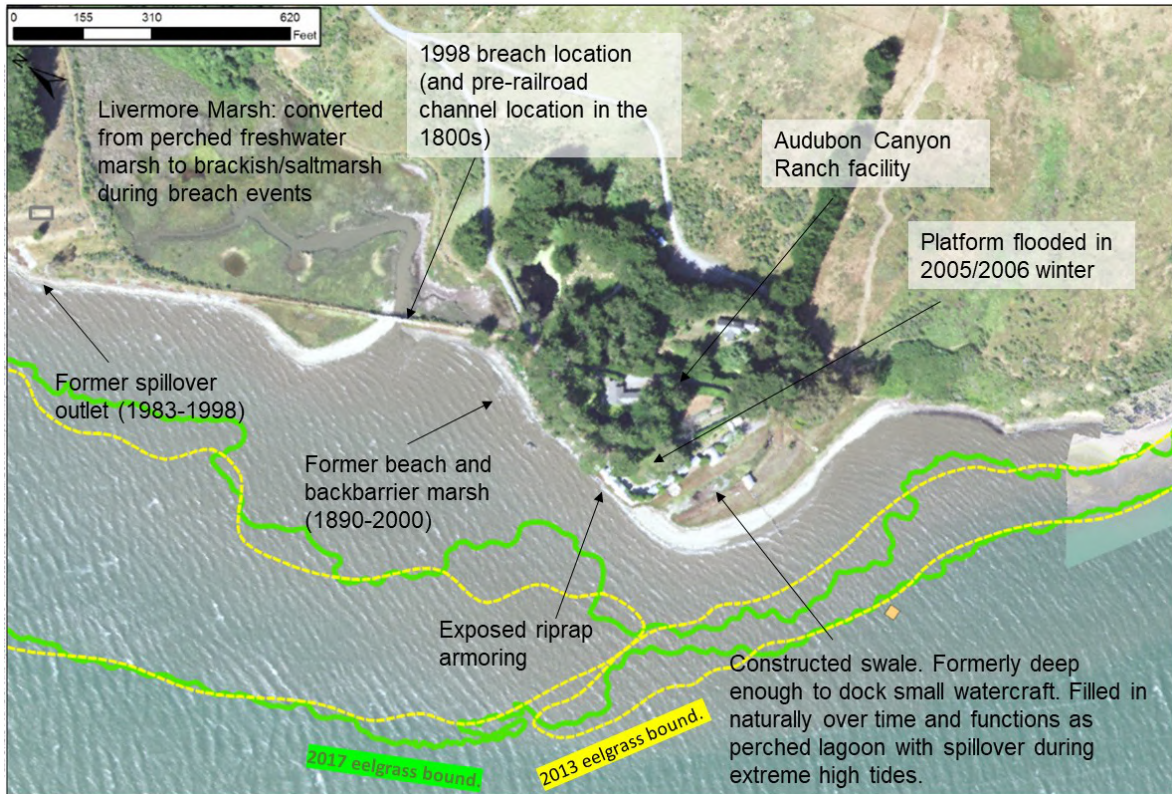 0 155 310 620
Feet
N
1998 breach location
(and pre-railroad
channel location in the
1800s)
Livermore Marsh: converted
from perched freshwater
marsh to brackish/saltmarsh
during breach events
Audubon Canyon
Ranch facility
Platform flooded in
2005/2006 winter
Former spillover
outlet (1983-1998)
Former beach and
backbarrier marsh
(1890-2000)
Exposed riprap
armoring
Constructed swale. Formerly deep
enough to dock small watercraft. Filled in
naturally over time and functions as
perched lagoon with spillover during
extreme high tides.
2017 eelgrass bound.
2013 eelgrass bound.